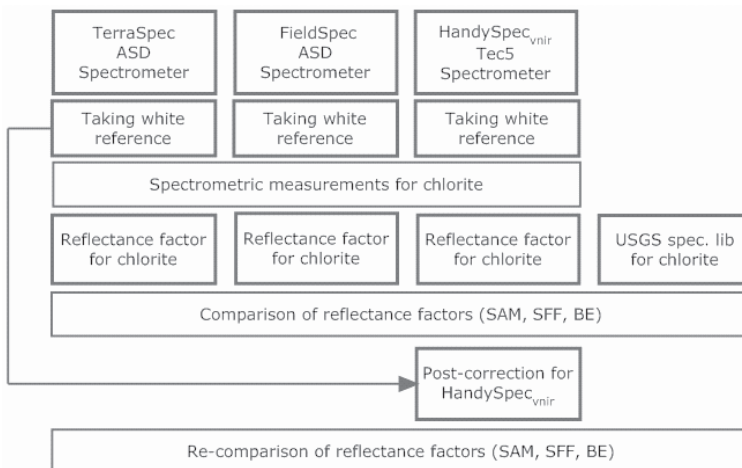 TerraSpec
ASD
Spectrometer
FieldSpec
ASD
Spectrometer
HandySpec_vnir
Tec5
Spectrometer
Taking white
reference
Taking white
reference
Taking white
reference
Spectrometric measurements for chlorite
Reflectance factor
for chlorite
Reflectance factor
for chlorite
Reflectance factor
for chlorite
USGS spec. lib
for chlorite
Comparison of reflectance factors (SAM, SFF, BE)
Post-correction for
HandySpec_vnir
Re-comparison of reflectance factors (SAM, SFF, BE)